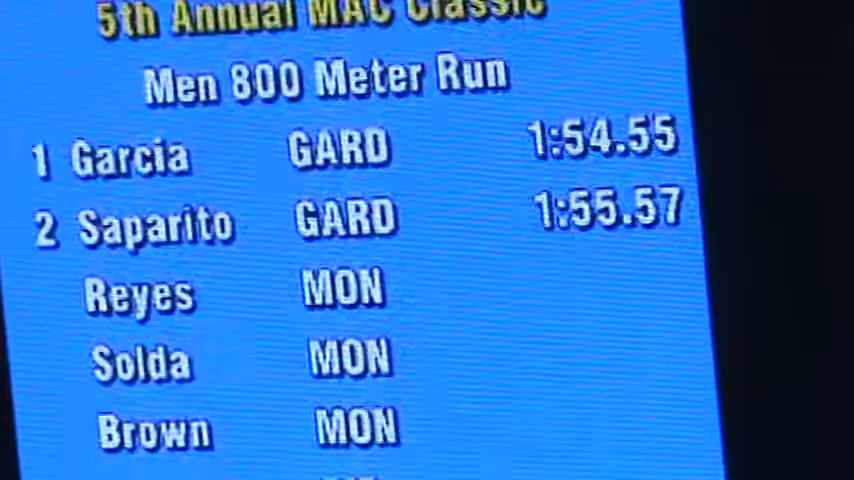 5th Annual MAC Classic
Men 800 Meter Run
1 Garcia GARD 1:54.55
2 Saparito GARD 1:55.57
Reyes MON
Solda MON
Brown MON